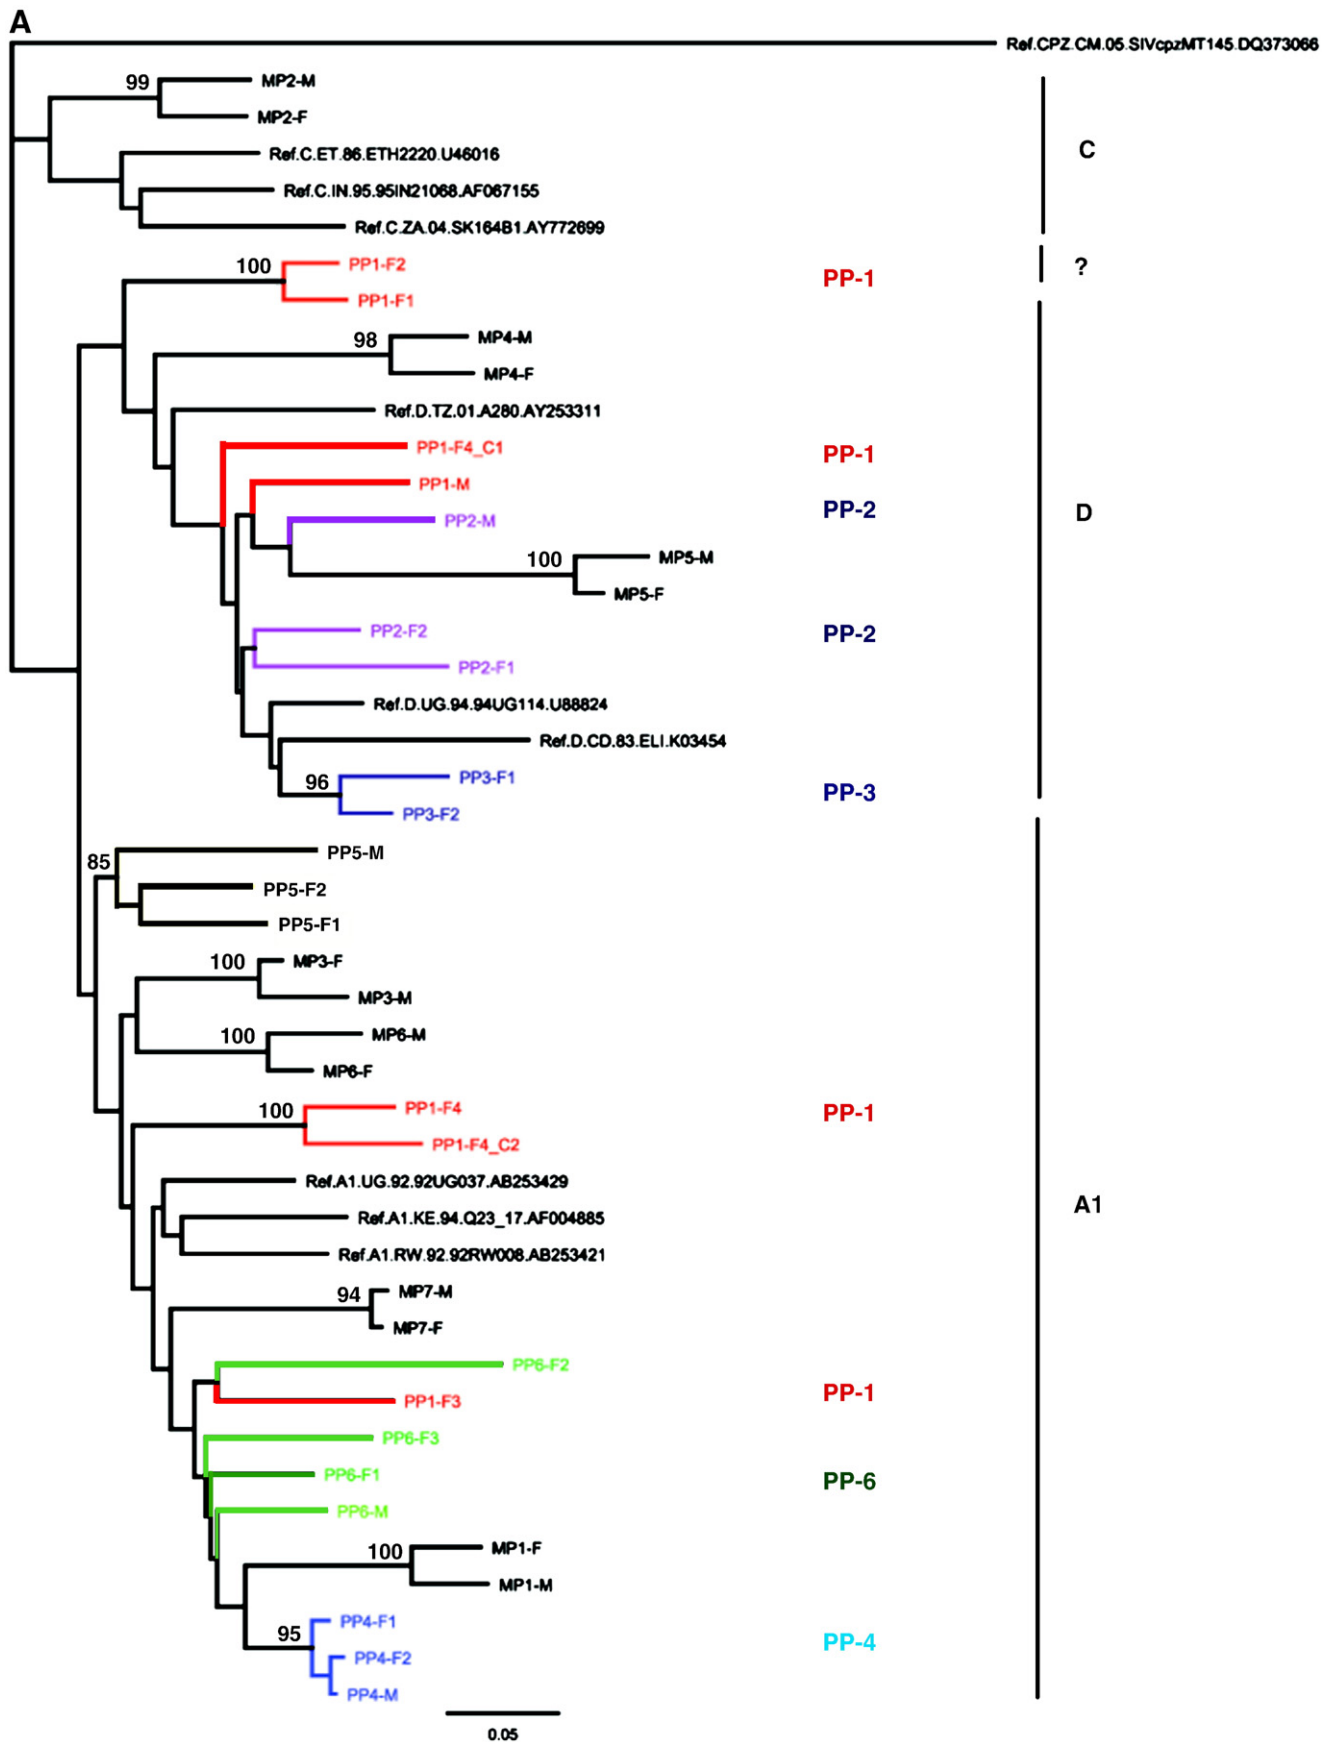 A
Ref.CPZ.CM.05.SIVcpzMT145.DQ373066
99
MP2-M
MP2-F
Ref.C.ET.86.ETH2220.U46016
C
Ref.C.IN.95.95IN21068.AF067155
Ref.C.ZA.04.SK164B1.AY772699
100
PP1-F2
PP-1
?
PP1-F1
98
MP4-M
MP4-F
Ref.D.TZ.01.A280.AY253311
PP1-F4_C1
PP-1
PP1-M
PP2-M
PP-2
D
100
MP5-M
MP5-F
PP2-F2
PP-2
PP2-F1
Ref.D.UG.94.94UG114.U88824
Ref.D.CD.83.ELI.K03454
96
PP3-F1
PP-3
PP3-F2
85
PP5-M
PP5-F2
PP5-F1
100
MP3-F
MP3-M
100
MP6-M
MP6-F
100
PP1-F4
PP-1
PP1-F4_C2
Ref.A1.UG.92.92UG037.AB253429
A1
Ref.A1.KE.94.Q23_17.AF004885
Ref.A1.RW.92.92RW008.AB253421
94
MP7-M
MP7-F
PP6-F2
PP-1
PP1-F3
PP6-F3
PP6-F1
PP-6
PP6-M
100
MP1-F
MP1-M
95
PP4-F1
PP-4
PP4-F2
PP4-M
0.05